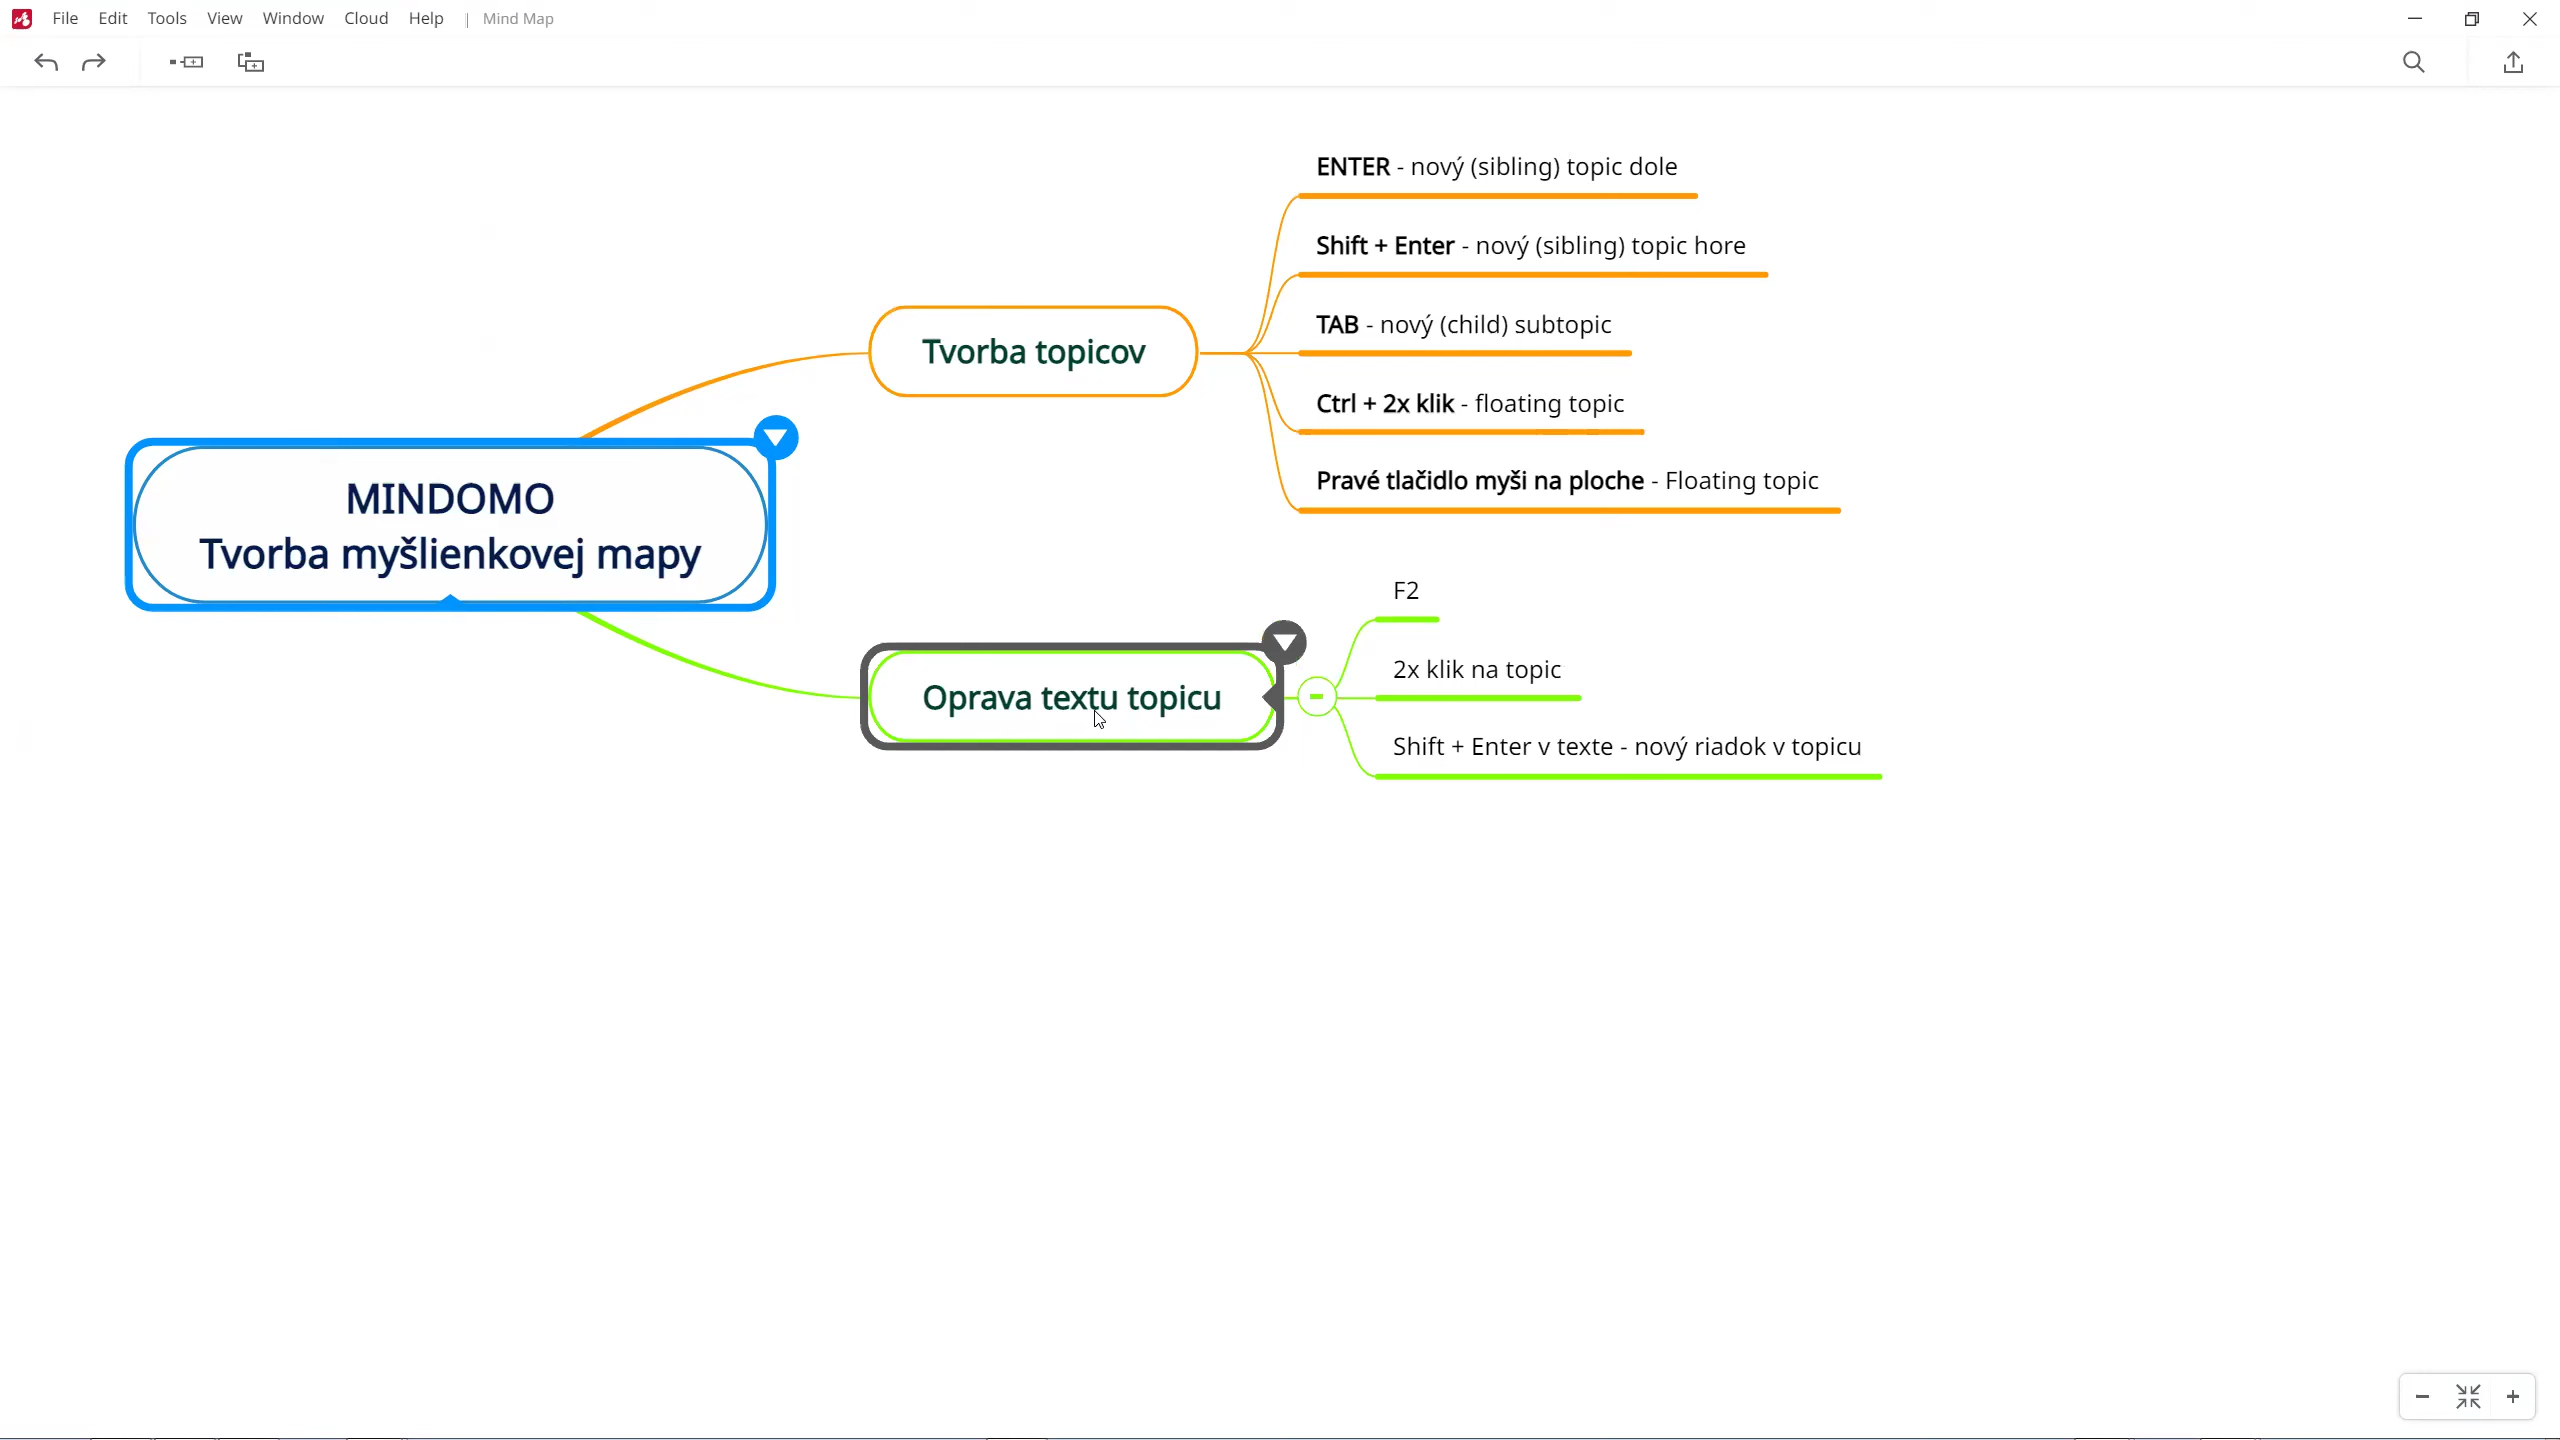 File Edit Tools View Window Cloud Help | Mind Map
ENTER - nový (sibling) topic dole
Shift + Enter - nový (sibling) topic hore
TAB - nový (child) subtopic
Ctrl + 2x klik - floating topic
Pravé tlačidlo myši na ploche - Floating topic
Tvorba topicov
MINDOMO
Tvorba myšlienkovej mapy
Oprava textu topicu
F2
2x klik na topic
Shift + Enter v texte - nový riadok v topicu